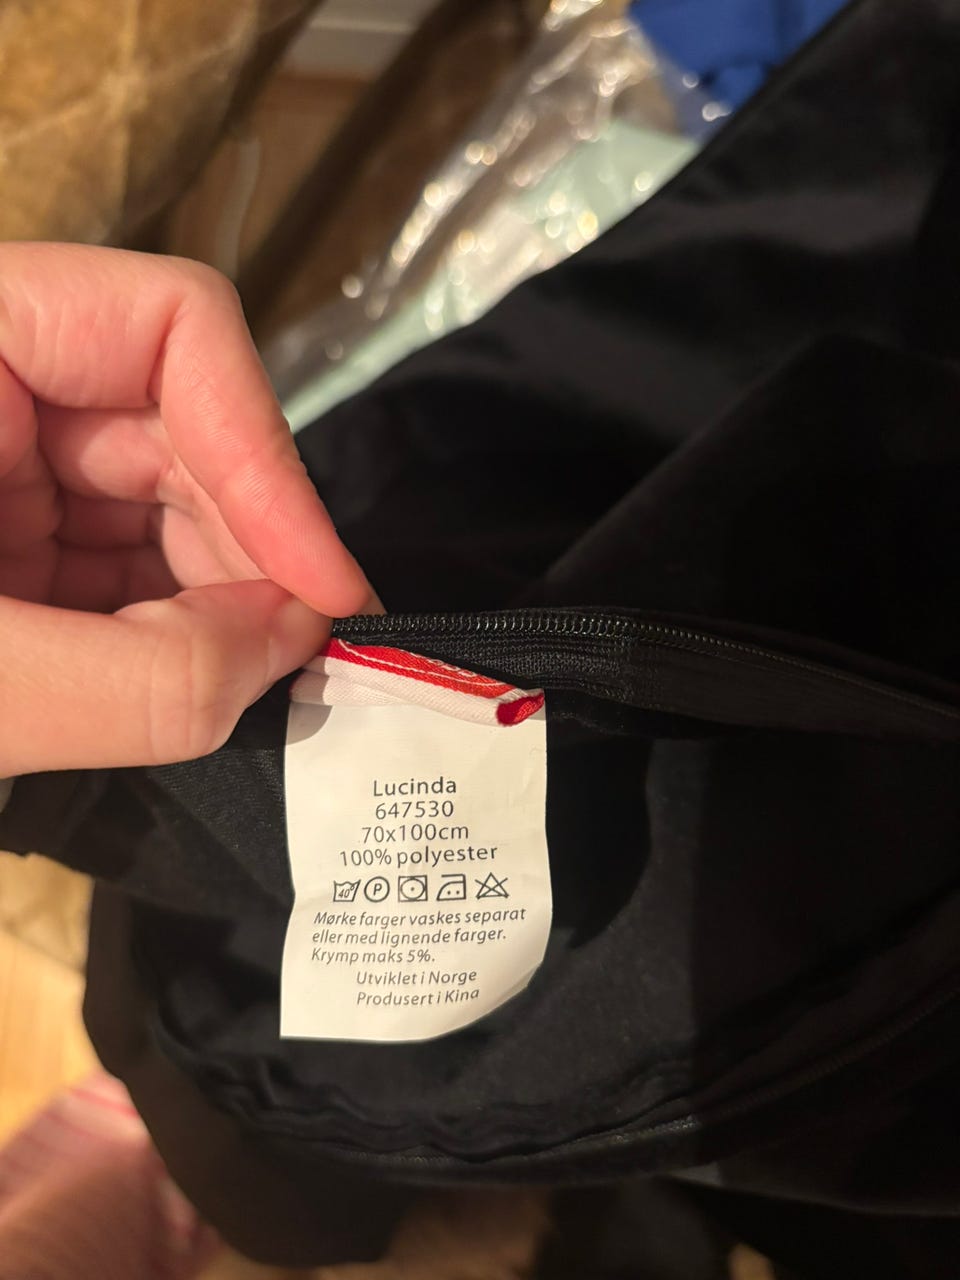 Lucinda
647530
70x100cm
100% polyester
40° P
Mørke farger vaskes separat
eller med lignende farger.
Krymp maks 5%.
Utviklet i Norge
Produsert i Kina